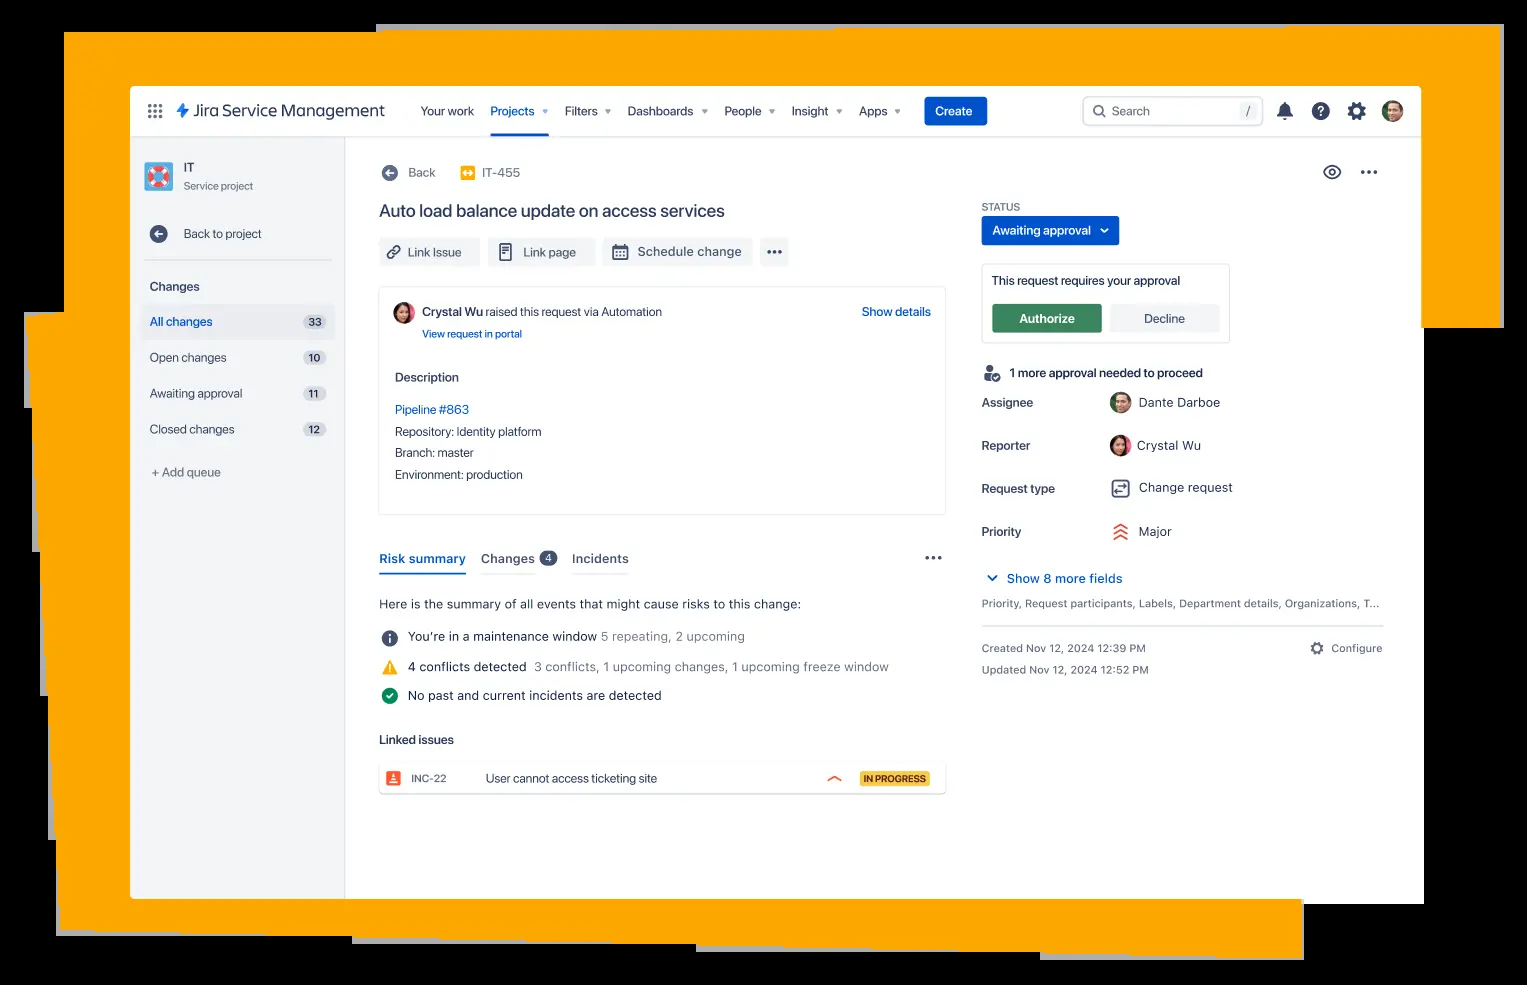 Jira Service Management
Your work
Projects
Filters
Dashboards
People
Insight
Apps
Create
Search
/
IT
Service project
Back to project
Changes
All changes 33
Open changes 10
Awaiting approval 11
Closed changes 12
+ Add queue
Back
IT-455
Auto load balance update on access services
Link Issue
Link page
Schedule change
Crystal Wu raised this request via Automation
Show details
View request in portal
Description
Pipeline #863
Repository: Identity platform
Branch: master
Environment: production
Risk summary
Changes 4
Incidents
Here is the summary of all events that might cause risks to this change:
You're in a maintenance window 5 repeating, 2 upcoming
4 conflicts detected 3 conflicts, 1 upcoming changes, 1 upcoming freeze window
No past and current incidents are detected
Linked issues
INC-22 User cannot access ticketing site IN PROGRESS
STATUS
Awaiting approval
This request requires your approval
Authorize
Decline
1 more approval needed to proceed
Assignee Dante Darboe
Reporter Crystal Wu
Request type Change request
Priority Major
Show 8 more fields
Priority, Request participants, Labels, Department details, Organizations, T...
Created Nov 12, 2024 12:39 PM
Configure
Updated Nov 12, 2024 12:52 PM